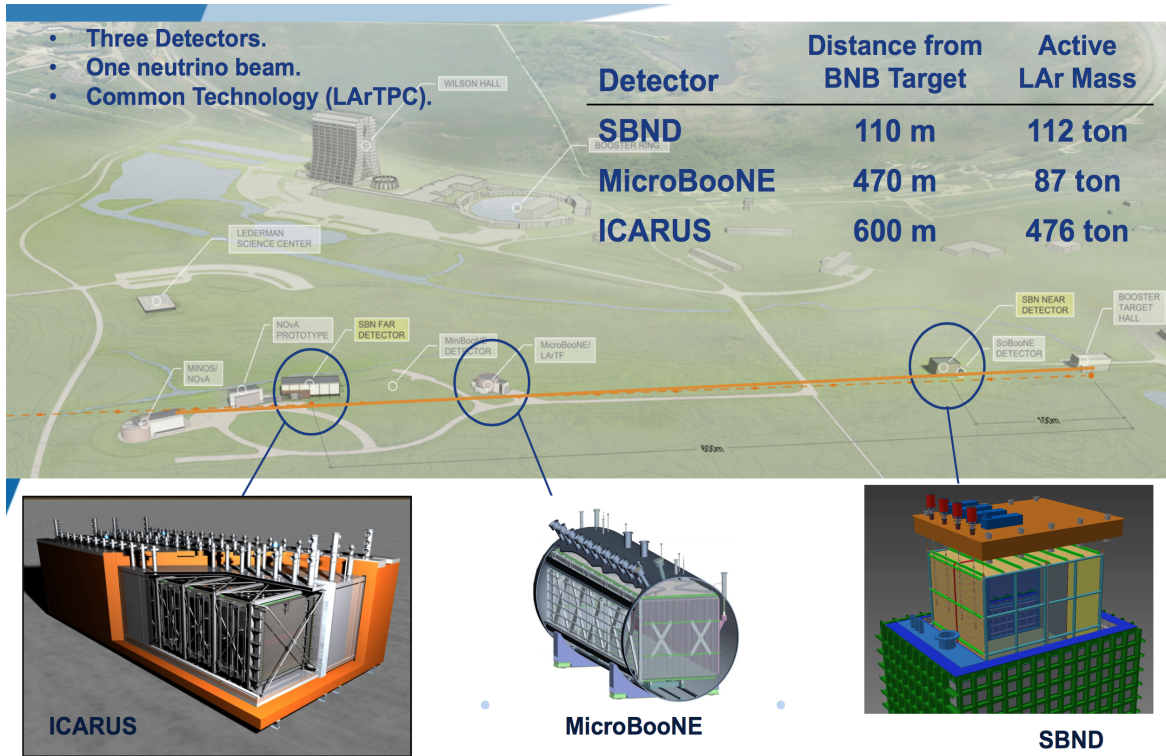 • Three Detectors.
• One neutrino beam.
• Common Technology (LArTPC).
Detector
Distance from
BNB Target
Active
LAr Mass
SBND 110 m 112 ton
MicroBooNE 470 m 87 ton
ICARUS 600 m 476 ton
WILSON HALL
BOOSTER RING
LEDERMAN
SCIENCE CENTER
NOvA
PROTOTYPE
SBN FAR
DETECTOR
MiniBooNE
DETECTOR
MicroBooNE/
LArTF
SBN NEAR
DETECTOR
BOOSTER
TARGET
HALL
SciBooNE
DETECTOR
MINOS/
NOvA
100m
600m
ICARUS
MicroBooNE
SBND